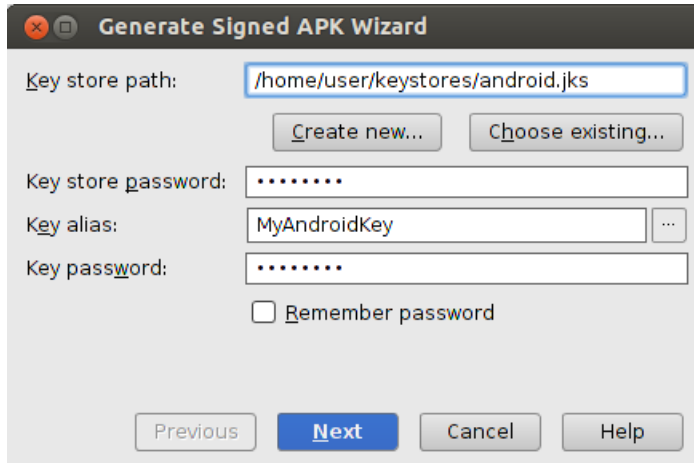 Generate Signed APK Wizard
Key store path: /home/user/keystores/android.jks
Create new... Choose existing...
Key store password: ••••••••
Key alias: MyAndroidKey ...
Key password: ••••••••
Remember password
Previous Next Cancel Help